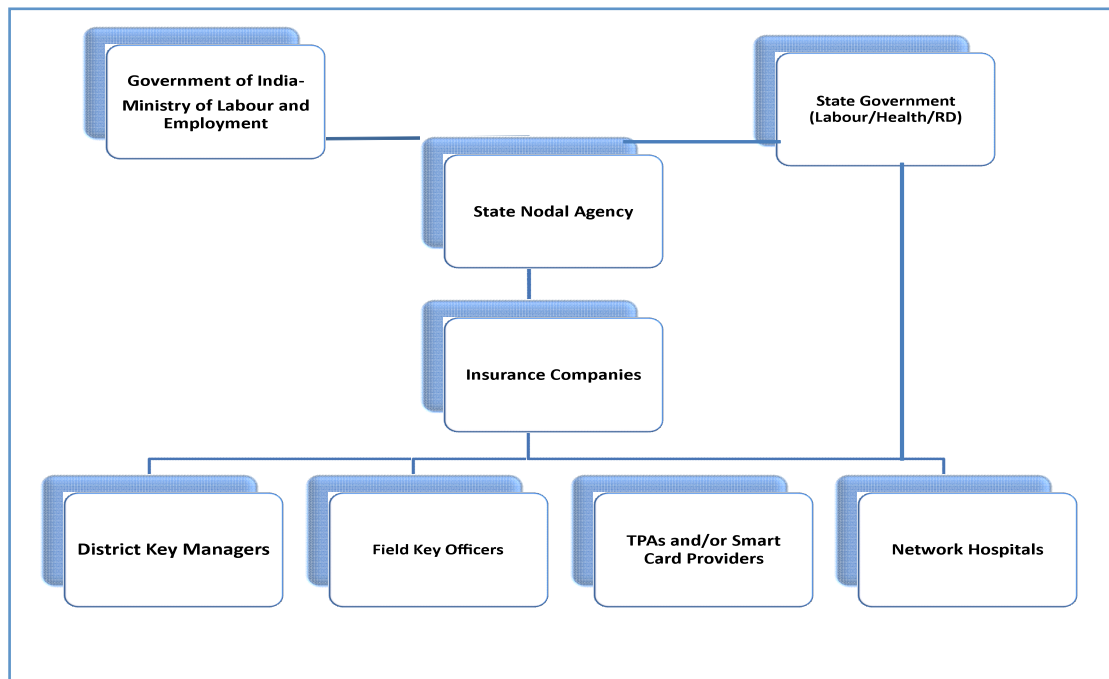 Government of India-
Ministry of Labour and
Employment
State Government
(Labour/Health/RD)
State Nodal Agency
Insurance Companies
District Key Managers
Field Key Officers
TPAs and/or Smart
Card Providers
Network Hospitals